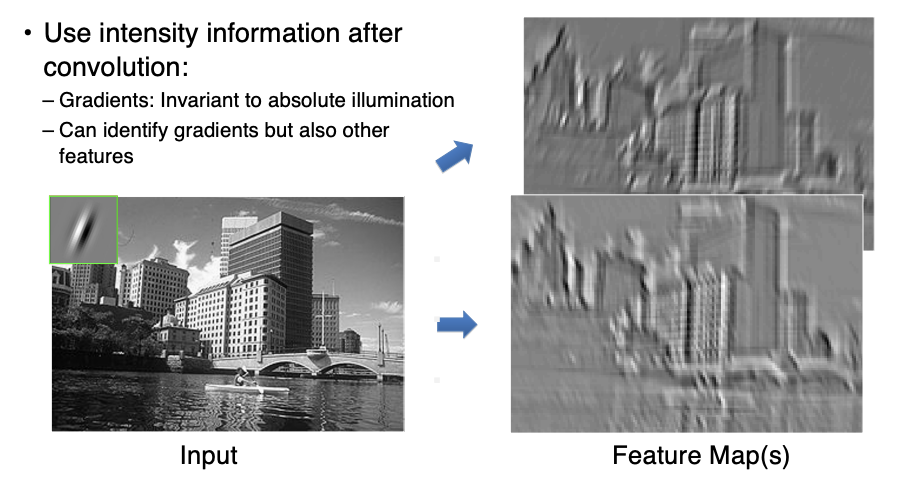 • Use intensity information after
convolution:
– Gradients: Invariant to absolute illumination
– Can identify gradients but also other
features
Input
Feature Map(s)